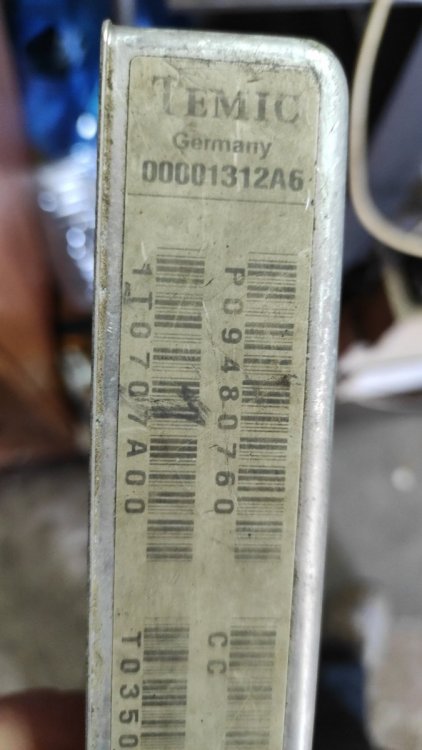 TEMIC
Germany
00001312A6
P09480760
1T0707A00
CC
T0350